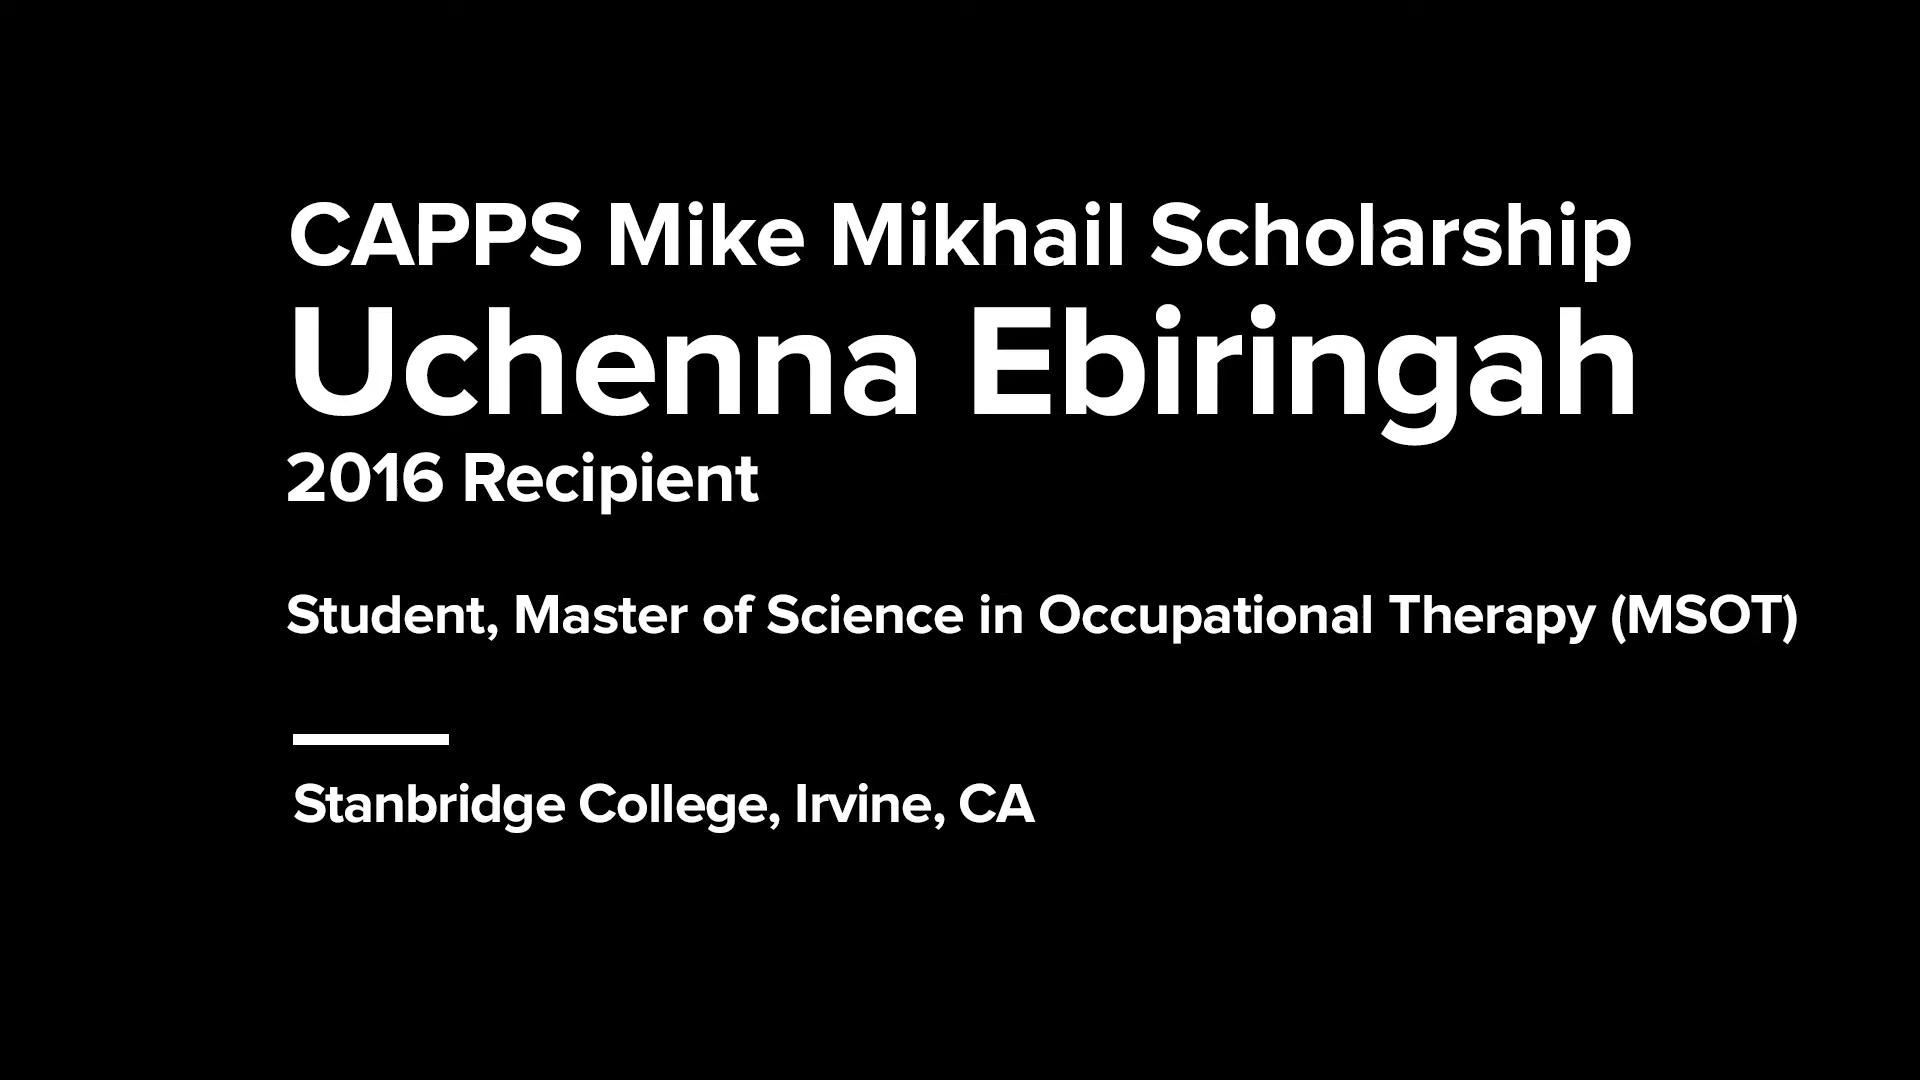 CAPPS Mike Mikhail Scholarship
Uchenna Ebiringah
2016 Recipient
Student, Master of Science in Occupational Therapy (MSOT)
Stanbridge College, Irvine, CA